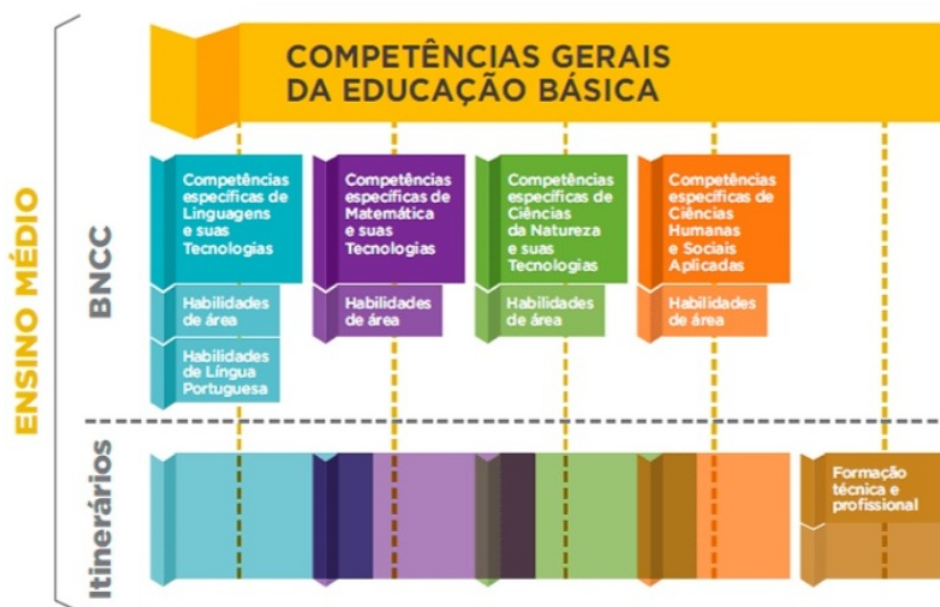 COMPETÊNCIAS GERAIS
DA EDUCAÇÃO BÁSICA
ENSINO MÉDIO
BNCC
Competências
específicas de
Linguagens
e suas
Tecnologias
Habilidades
de área
Habilidades
de Língua
Portuguesa
Competências
específicas de
Matemática
e suas
Tecnologias
Habilidades
de área
Competências
específicas de
Ciências
da Natureza
e suas
Tecnologias
Habilidades
de área
Competências
específicas de
Ciências
Humanas
e Sociais
Aplicadas
Habilidades
de área
Itinerários
Formação
técnica e
profissional